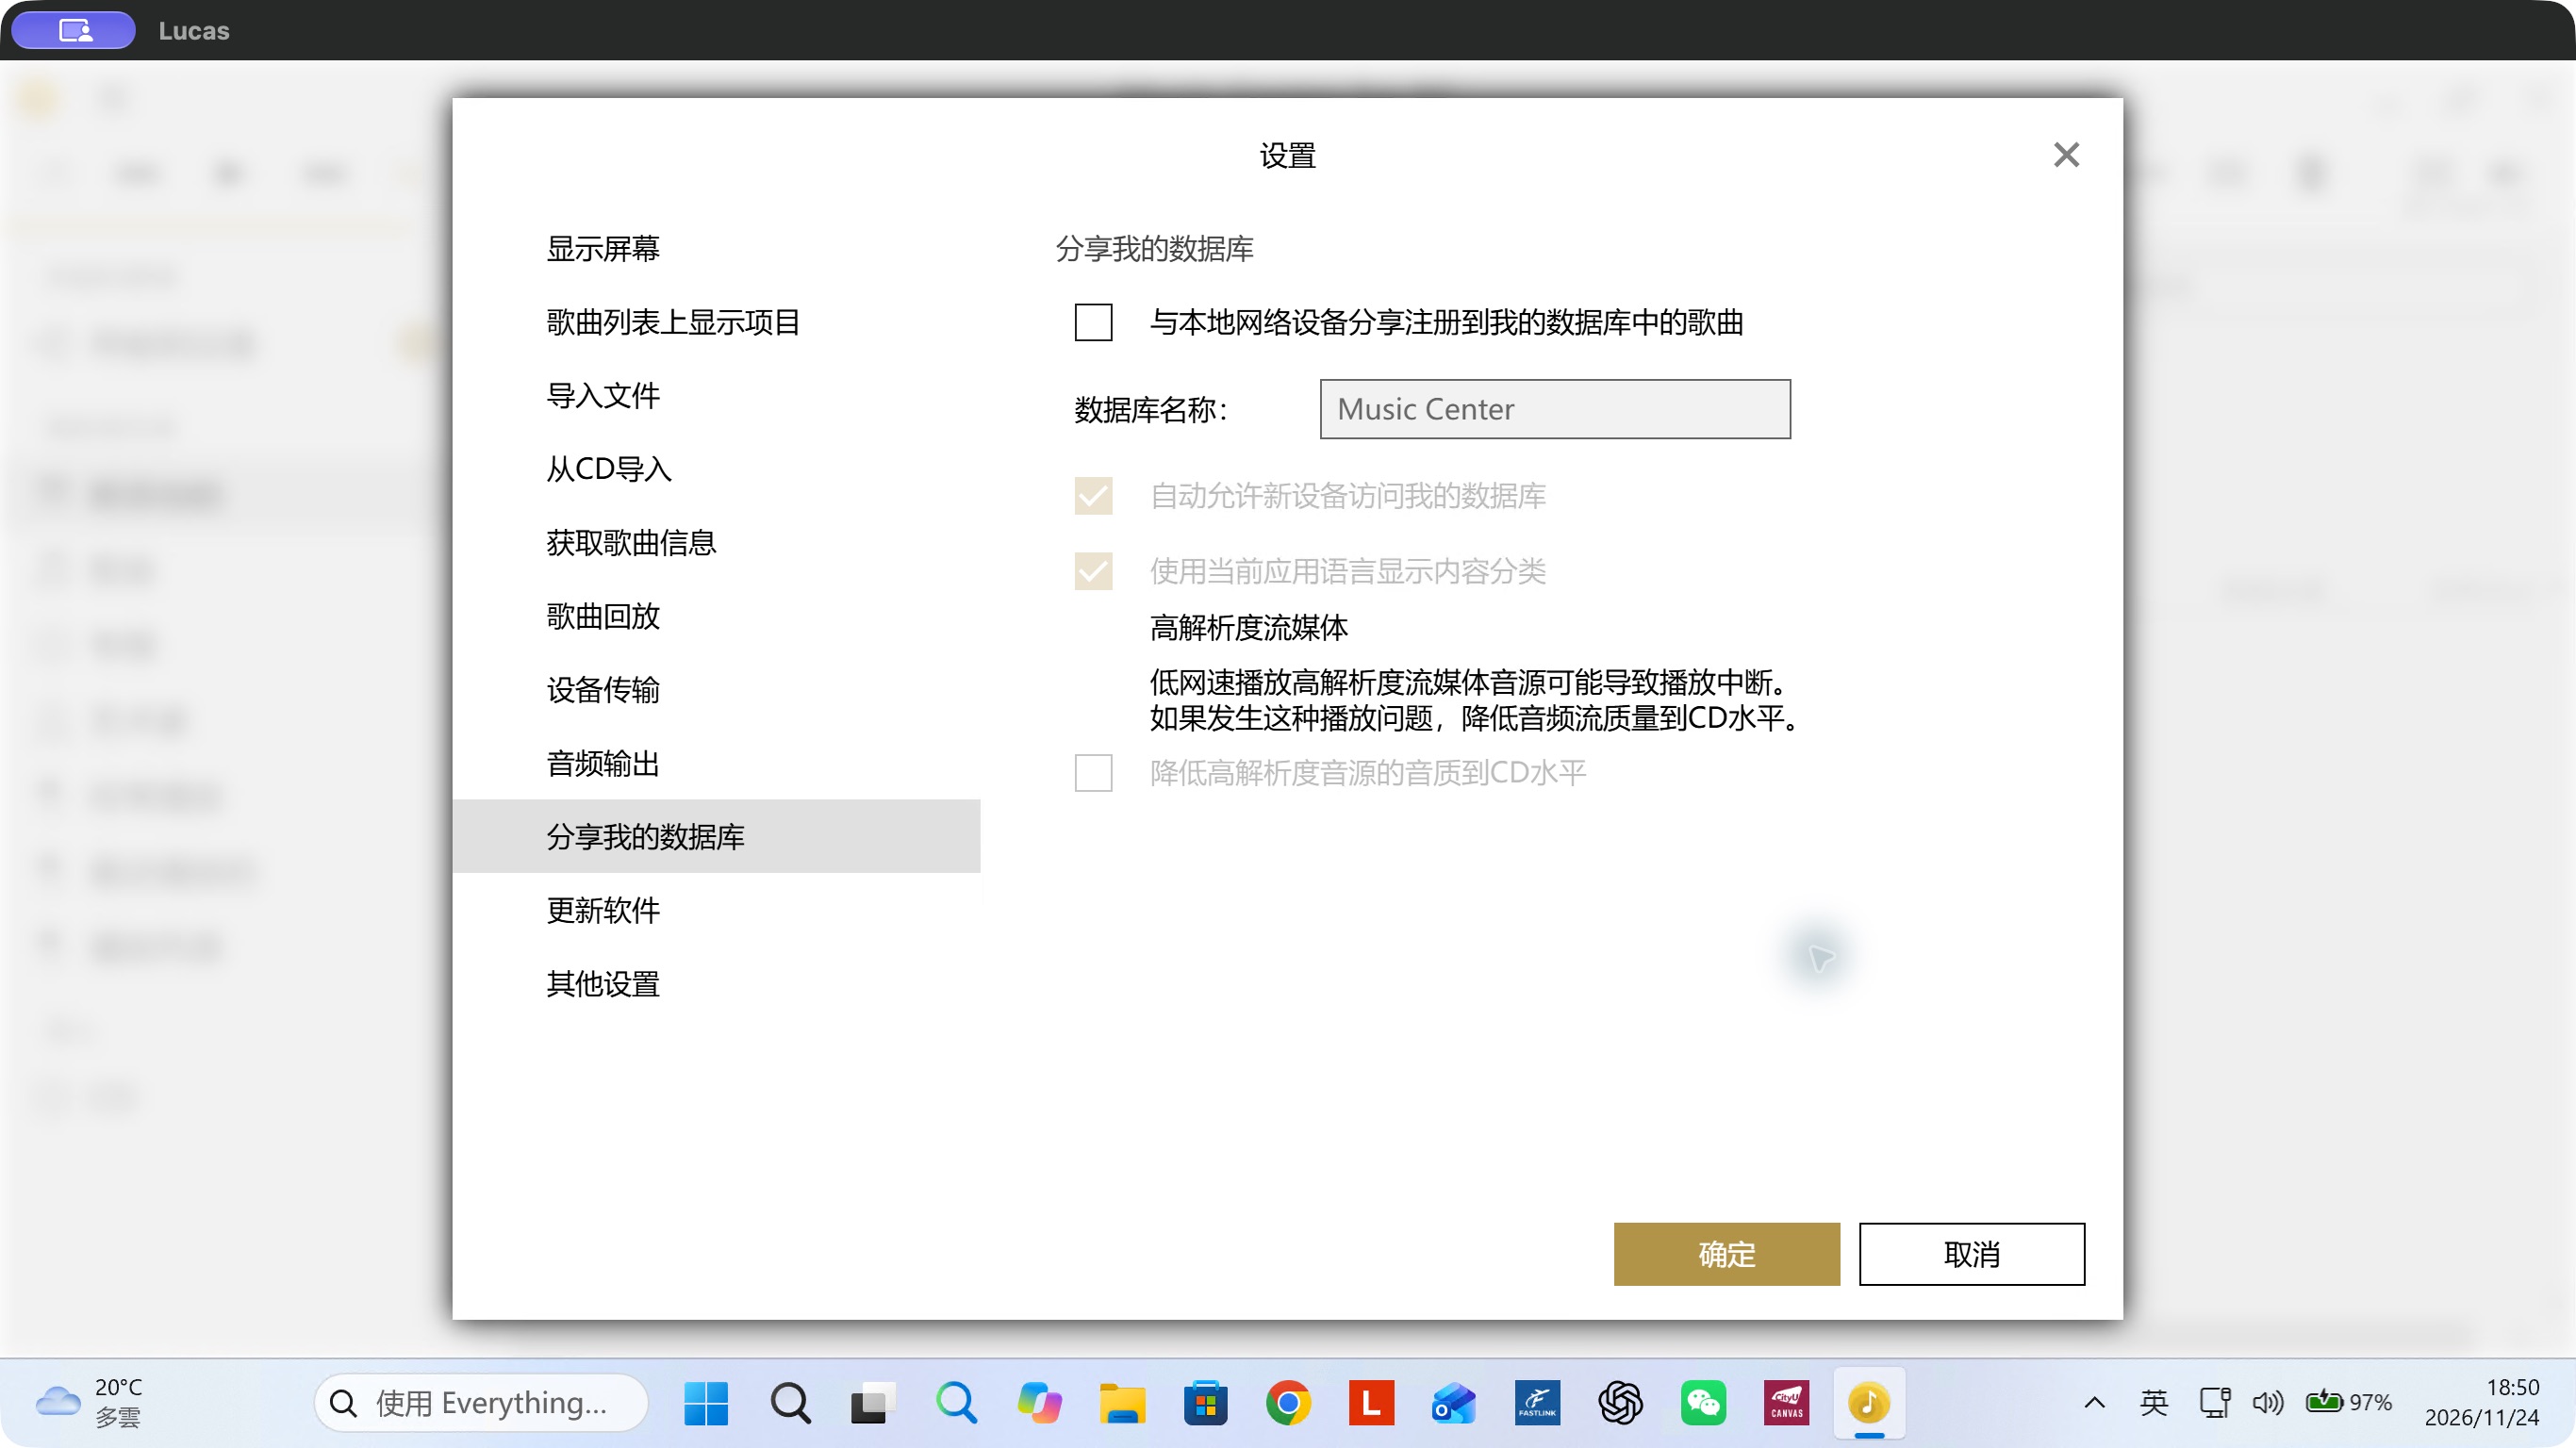 Lucas
设置
显示屏幕
歌曲列表上显示项目
导入文件
从CD导入
获取歌曲信息
歌曲回放
设备传输
音频输出
分享我的数据库
更新软件
其他设置
分享我的数据库
与本地网络设备分享注册到我的数据库中的歌曲
数据库名称：
Music Center
自动允许新设备访问我的数据库
使用当前应用语言显示内容分类
高解析度流媒体
低网速播放高解析度流媒体音源可能导致播放中断。
如果发生这种播放问题，降低音频流质量到CD水平。
降低高解析度音源的音质到CD水平
确定
取消
20°C
多雲
使用 Everything...
L
FASTLINK
CityU
CANVAS
英
97%
18:50
2026/11/24